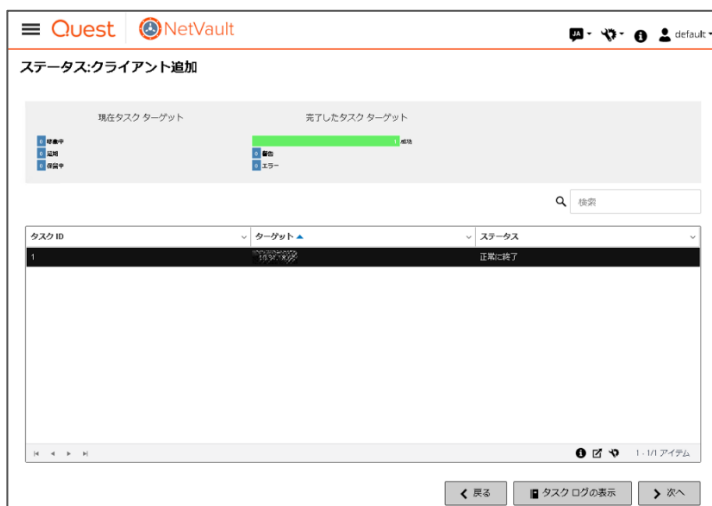 Quest NetVault
JA default
ステータス:クライアント追加
現在タスク ターゲット 完了したタスク ターゲット
0 稼働中 1 成功
0 延期 0 警告
0 保留中 0 エラー
検索
タスク ID ターゲット ステータス
1 正常に終了
1 - 1/1 アイテム
戻る タスク ログの表示 次へ